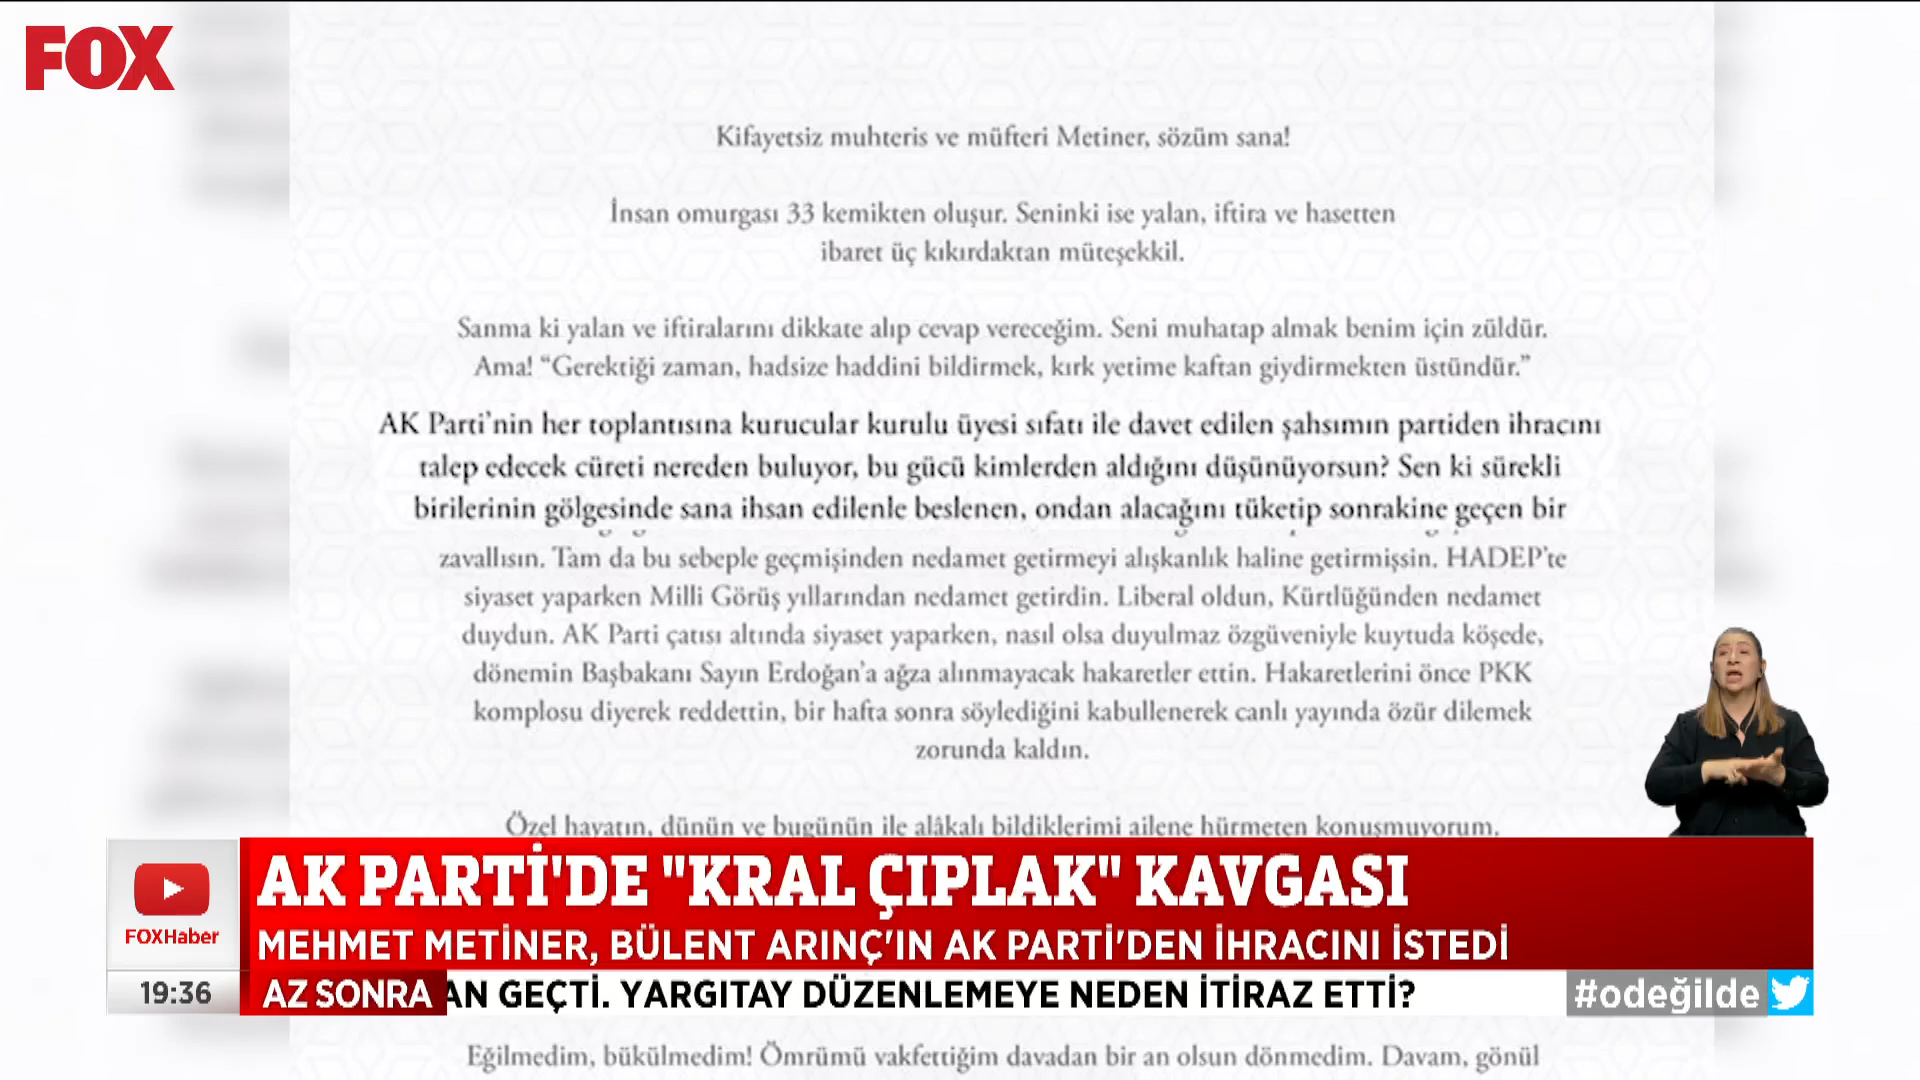 FOX
Kifayetsiz muhteris ve müfteri Metiner, sözüm sana!
İnsan omurgası 33 kemikten oluşur. Seninki ise yalan, iftira ve hasetten
ibaret üç kıkırdaktan müteşekkil.
Sanma ki yalan ve iftiralarını dikkate alıp cevap vereceğim. Seni muhatap almak benim için züldür.
Ama! “Gerektiği zaman, hadsize haddini bildirmek, kırk yetime kaftan giydirmekten üstündür.”
AK Parti’nin her toplantısına kurucular kurulu üyesi sıfatı ile davet edilen şahsımın partiden ihracını
talep edecek cüreti nereden buluyor, bu gücü kimlerden aldığını düşünüyorsun? Sen ki sürekli
birilerinin gölgesinde sana ihsan edilenle beslenen, ondan alacağını tüketip sonrakine geçen bir
zavallısın. Tam da bu sebeple geçmişinden nedamet getirmeyi alışkanlık haline getirmişsin. HADEP’te
siyaset yaparken Milli Görüş yıllarından nedamet getirdin. Liberal oldun, Kürtlüğünden nedamet
duydun. AK Parti çatısı altında siyaset yaparken, nasıl olsa duyulmaz özgüveniyle kuytuda köşede,
dönemin Başbakanı Sayın Erdoğan’a ağza alınmayacak hakaretler ettin. Hakaretlerini önce PKK
komplosu diyerek reddettin, bir hafta sonra söylediğini kabullenerek canlı yayında özür dilemek
zorunda kaldın.
Özel hayatın, dünün ve bugünün ile alâkalı bildiklerimi ailene hürmeten konuşmuyorum.
AK PARTİ'DE "KRAL ÇIPLAK" KAVGASI
FOXHaber
MEHMET METİNER, BÜLENT ARINÇ'IN AK PARTİ'DEN İHRACINI İSTEDİ
19:36 AZ SONRA AN GEÇTİ. YARGITAY DÜZENLEMEYE NEDEN İTİRAZ ETTİ? #odeğilde
Eğilmedim, bükülmedim! Ömrümü vakfettiğim davadan bir an olsun dönmedim. Davam, gönül